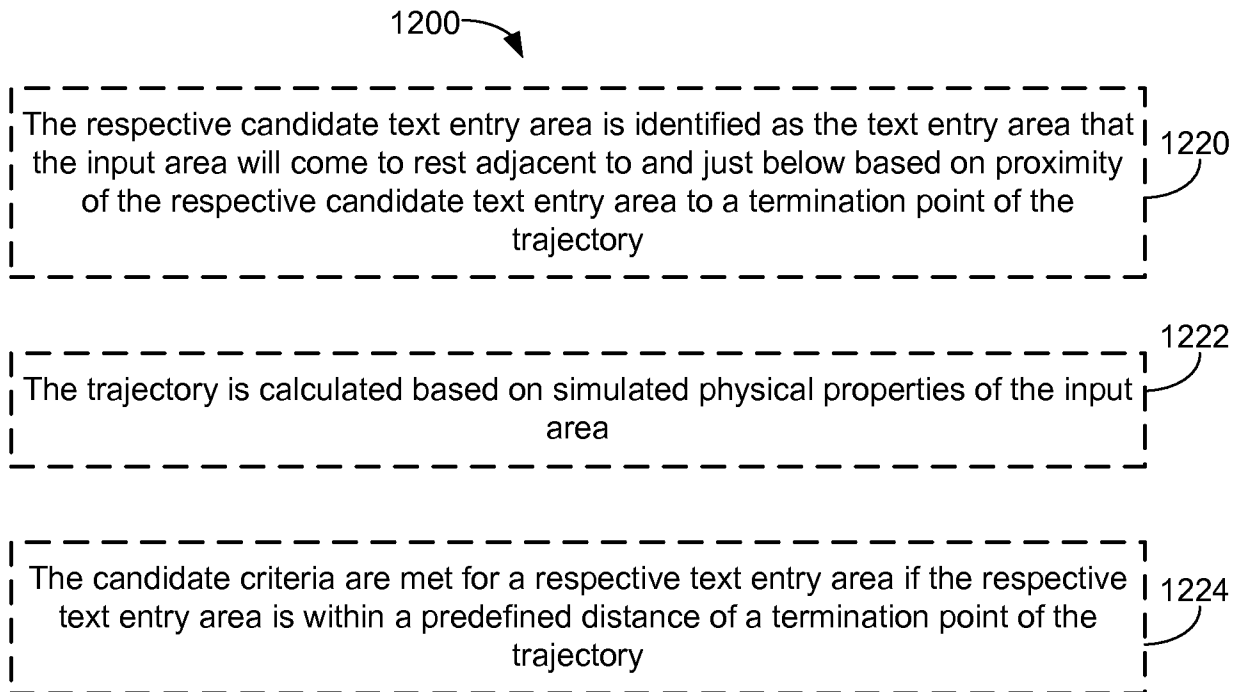 1200
The respective candidate text entry area is identified as the text entry area that
the input area will come to rest adjacent to and just below based on proximity
of the respective candidate text entry area to a termination point of the
trajectory
1220
The trajectory is calculated based on simulated physical properties of the input
area
1222
The candidate criteria are met for a respective text entry area if the respective
text entry area is within a predefined distance of a termination point of the
trajectory
1224